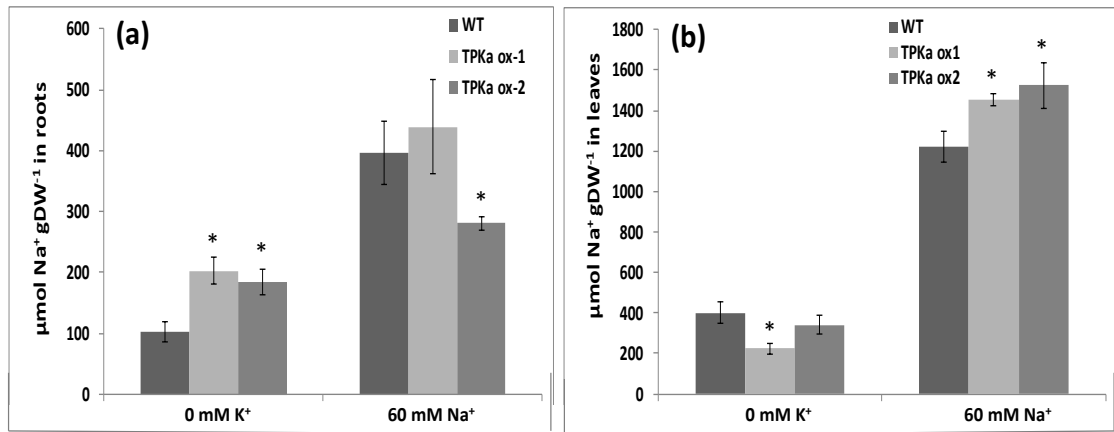 (a)
WT
TPKa ox-1
TPKa ox-2
µmol Na⁺ gDW⁻¹ in roots
700
600
500
400
300
200
100
0
*
*
*
0 mM K⁺
60 mM Na⁺
(b)
WT
TPKa ox1
TPKa ox2
µmol Na⁺ gDW⁻¹ in leaves
1800
1600
1400
1200
1000
800
600
400
200
0
*
*
*
0 mM K⁺
60 mM Na⁺